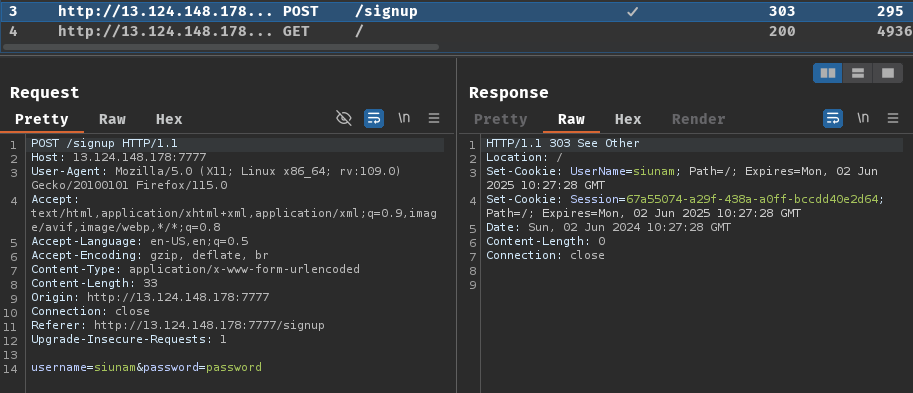 3 http://13.124.148.178... POST /signup ✓ 303 295
4 http://13.124.148.178... GET / 200 4936
Request
Pretty Raw Hex \n
1 POST /signup HTTP/1.1
2 Host: 13.124.148.178:7777
3 User-Agent: Mozilla/5.0 (X11; Linux x86_64; rv:109.0)
Gecko/20100101 Firefox/115.0
4 Accept:
text/html,application/xhtml+xml,application/xml;q=0.9,imag
e/avif,image/webp,*/*;q=0.8
5 Accept-Language: en-US,en;q=0.5
6 Accept-Encoding: gzip, deflate, br
7 Content-Type: application/x-www-form-urlencoded
8 Content-Length: 33
9 Origin: http://13.124.148.178:7777
10 Connection: close
11 Referer: http://13.124.148.178:7777/signup
12 Upgrade-Insecure-Requests: 1
13
14 username=siunam&password=password
Response
Pretty Raw Hex Render \n
1 HTTP/1.1 303 See Other
2 Location: /
3 Set-Cookie: UserName=siunam; Path=/; Expires=Mon, 02 Jun
2025 10:27:28 GMT
4 Set-Cookie: Session=67a55074-a29f-438a-a0ff-bccdd40e2d64;
Path=/; Expires=Mon, 02 Jun 2025 10:27:28 GMT
5 Date: Sun, 02 Jun 2024 10:27:28 GMT
6 Content-Length: 0
7 Connection: close
8
9